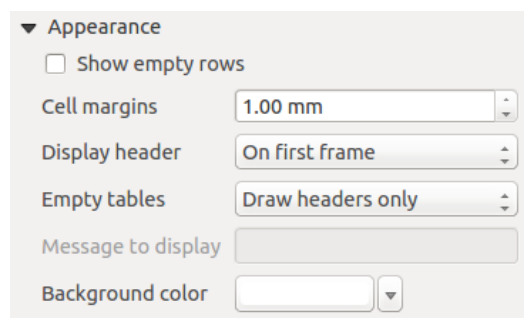 Appearance
Show empty rows
Cell margins 1.00 mm
Display header On first frame
Empty tables Draw headers only
Message to display
Background color